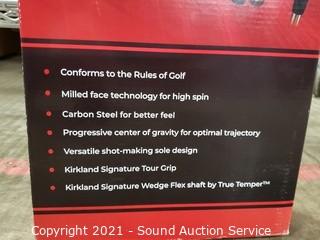 Conforms to the Rules of Golf
Milled face technology for high spin
Carbon Steel for better feel
Progressive center of gravity for optimal trajectory
Versatile shot-making sole design
Kirkland Signature Tour Grip
Kirkland Signature Wedge Flex shaft by True Temper™
Copyright 2021 - Sound Auction Service